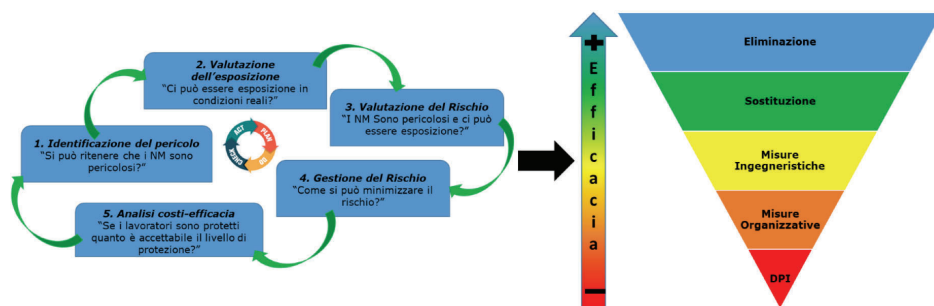 2. Valutazione
dell'esposizione
"Ci può essere esposizione in
condizioni reali?"
3. Valutazione del Rischio
"I NM Sono pericolosi e ci può
essere esposizione?"
1. Identificazione del pericolo
"Si può ritenere che i NM sono
pericolosi?"
ACT
PLAN
DO
CHECK
4. Gestione del Rischio
"Come si può minimizzare il
rischio?"
5. Analisi costi-efficacia
"Se i lavoratori sono protetti
quanto è accettabile il livello di
protezione?"
+
Efficacia
−
Eliminazione
Sostituzione
Misure
Ingegneristiche
Misure
Organizzative
DPI